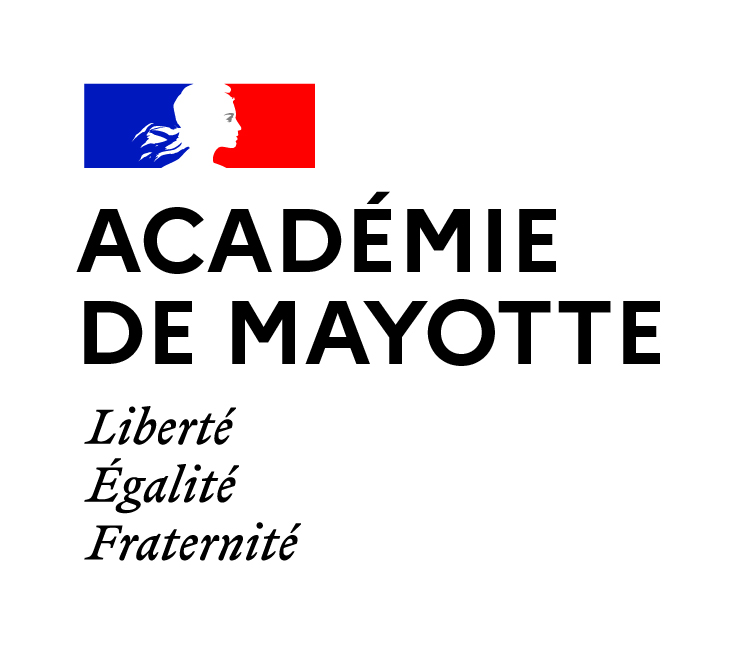 ACADÉMIE
DE MAYOTTE
Liberté
Égalité
Fraternité